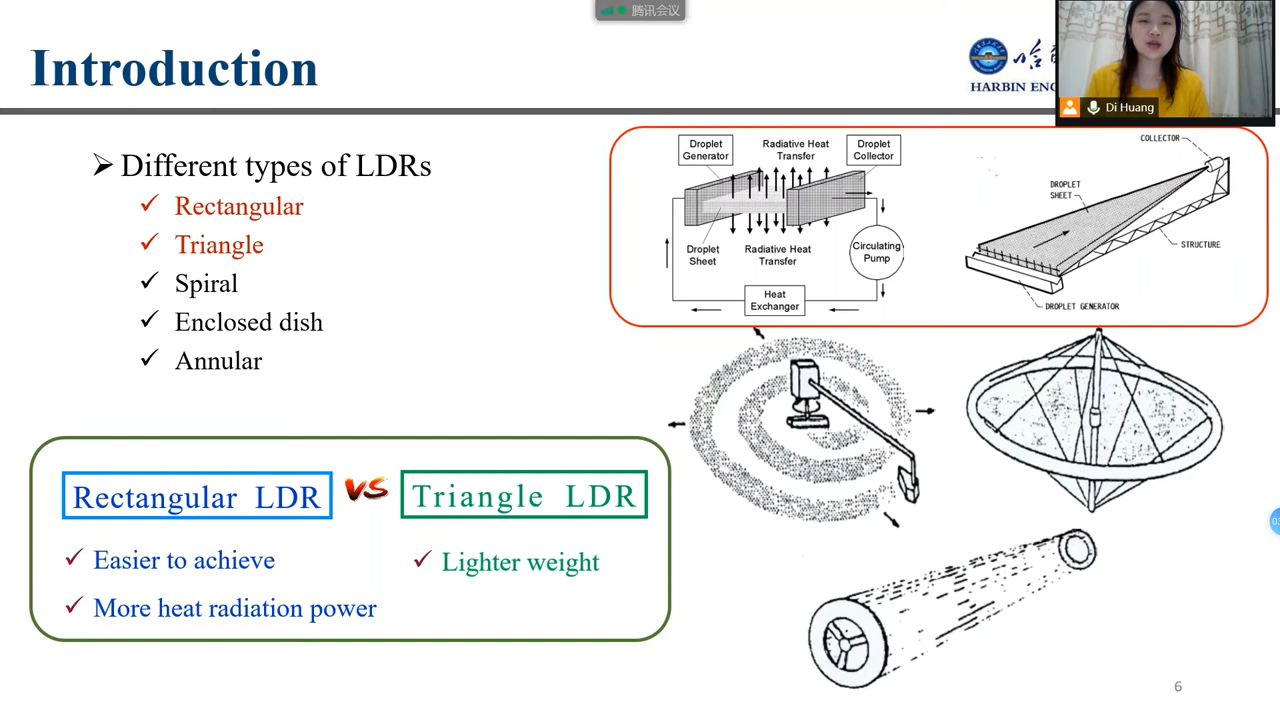 腾讯会议
Introduction
哈
HARBIN ENG
Di Huang
Different types of LDRs
Rectangular
Triangle
Spiral
Enclosed dish
Annular
Droplet
Generator
Radiative Heat
Transfer
Droplet
Collector
Droplet
Sheet
Radiative Heat
Transfer
Circulating
Pump
Heat
Exchanger
COLLECTOR
DROPLET
SHEET
STRUCTURE
DROPLET GENERATOR
Rectangular LDR
VS
Triangle LDR
Easier to achieve
More heat radiation power
Lighter weight
6